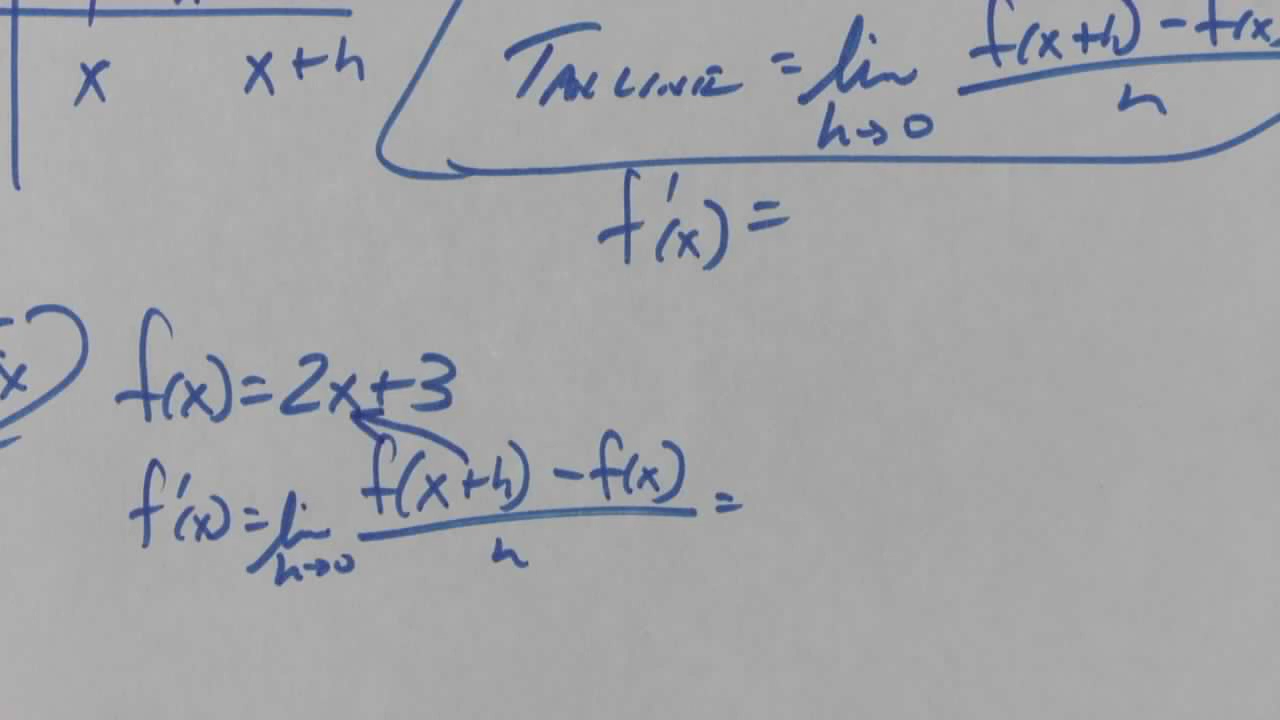 x x+h
TAN LINE = lim h→0 f(x+h) - f(x) / h
f'(x) =
x
f(x) = 2x+3
f'(x) = lim h→0 f(x+h) - f(x) / h =